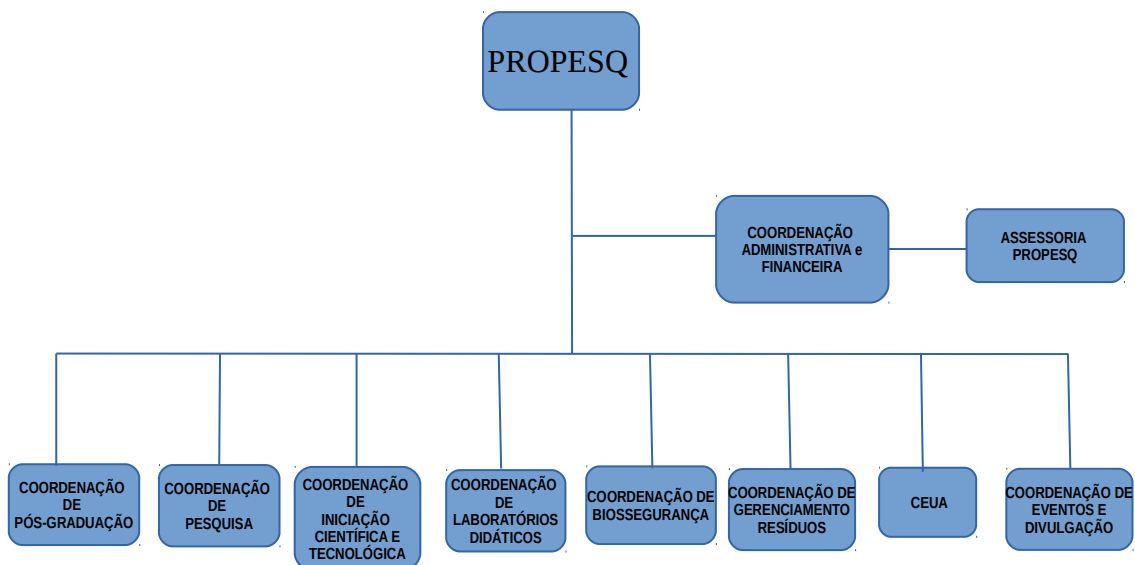 PROPESQ
COORDENAÇÃO
ADMINISTRATIVA e
FINANCEIRA
ASSESSORIA
PROPESQ
COORDENAÇÃO
DE
PÓS-GRADUAÇÃO
COORDENAÇÃO
DE
PESQUISA
COORDENAÇÃO
DE
INICIAÇÃO
CIENTÍFICA E
TECNOLÓGICA
COORDENAÇÃO
DE
LABORATÓRIOS
DIDÁTICOS
COORDENAÇÃO DE
BIOSSEGURANÇA
COORDENAÇÃO DE
GERENCIAMENTO
RESÍDUOS
CEUA
COORDENAÇÃO DE
EVENTOS E
DIVULGAÇÃO